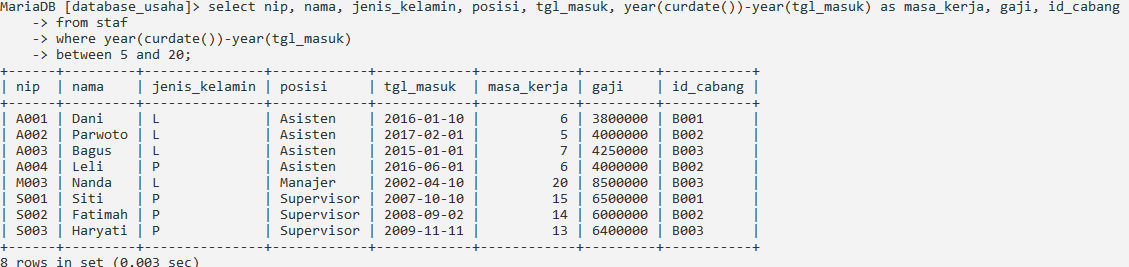 MariaDB [database_usaha]> select nip, nama, jenis_kelamin, posisi, tgl_masuk, year(curdate())-year(tgl_masuk) as masa_kerja, gaji, id_cabang
    -> from staf
    -> where year(curdate())-year(tgl_masuk)
    -> between 5 and 20;
+------+---------+---------------+------------+------------+------------+---------+-----------+
| nip  | nama    | jenis_kelamin | posisi     | tgl_masuk  | masa_kerja | gaji    | id_cabang |
+------+---------+---------------+------------+------------+------------+---------+-----------+
| A001 | Dani    | L             | Asisten    | 2016-01-10 |          6 | 3800000 | B001      |
| A002 | Parwoto | L             | Asisten    | 2017-02-01 |          5 | 4000000 | B002      |
| A003 | Bagus   | L             | Asisten    | 2015-01-01 |          7 | 4250000 | B003      |
| A004 | Leli    | P             | Asisten    | 2016-06-01 |          6 | 4000000 | B002      |
| M003 | Nanda   | L             | Manajer    | 2002-04-10 |         20 | 8500000 | B003      |
| S001 | Siti    | P             | Supervisor | 2007-10-10 |         15 | 6500000 | B001      |
| S002 | Fatimah | P             | Supervisor | 2008-09-02 |         14 | 6000000 | B002      |
| S003 | Haryati | P             | Supervisor | 2009-11-11 |         13 | 6400000 | B003      |
+------+---------+---------------+------------+------------+------------+---------+-----------+
8 rows in set (0.003 sec)